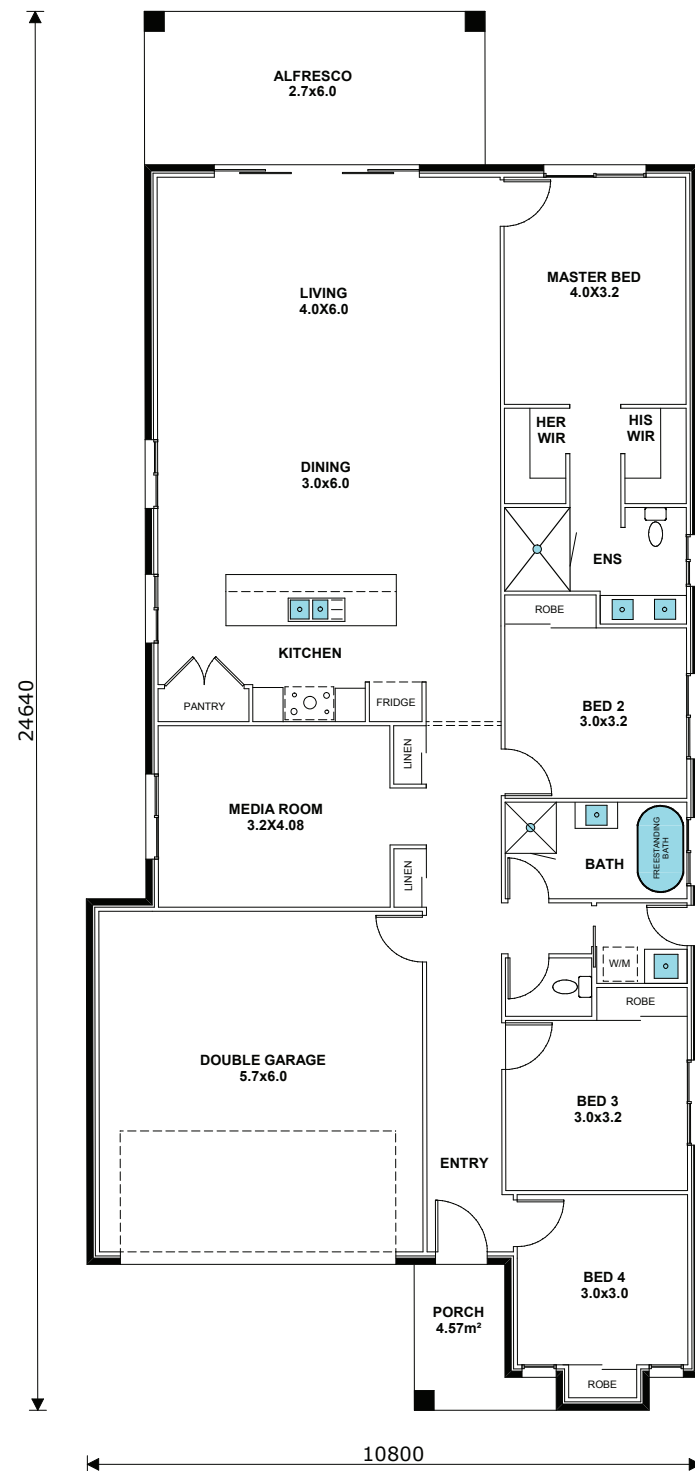 ALFRESCO
2.7x6.0
LIVING
4.0X6.0
MASTER BED
4.0X3.2
HER
WIR
HIS
WIR
DINING
3.0x6.0
ENS
ROBE
KITCHEN
PANTRY
FRIDGE
BED 2
3.0x3.2
24640
LINEN
MEDIA ROOM
3.2X4.08
LINEN
BATH
FREESTANDING
BATH
W/M
ROBE
DOUBLE GARAGE
5.7x6.0
BED 3
3.0x3.2
ENTRY
BED 4
3.0x3.0
PORCH
4.57m²
ROBE
10800